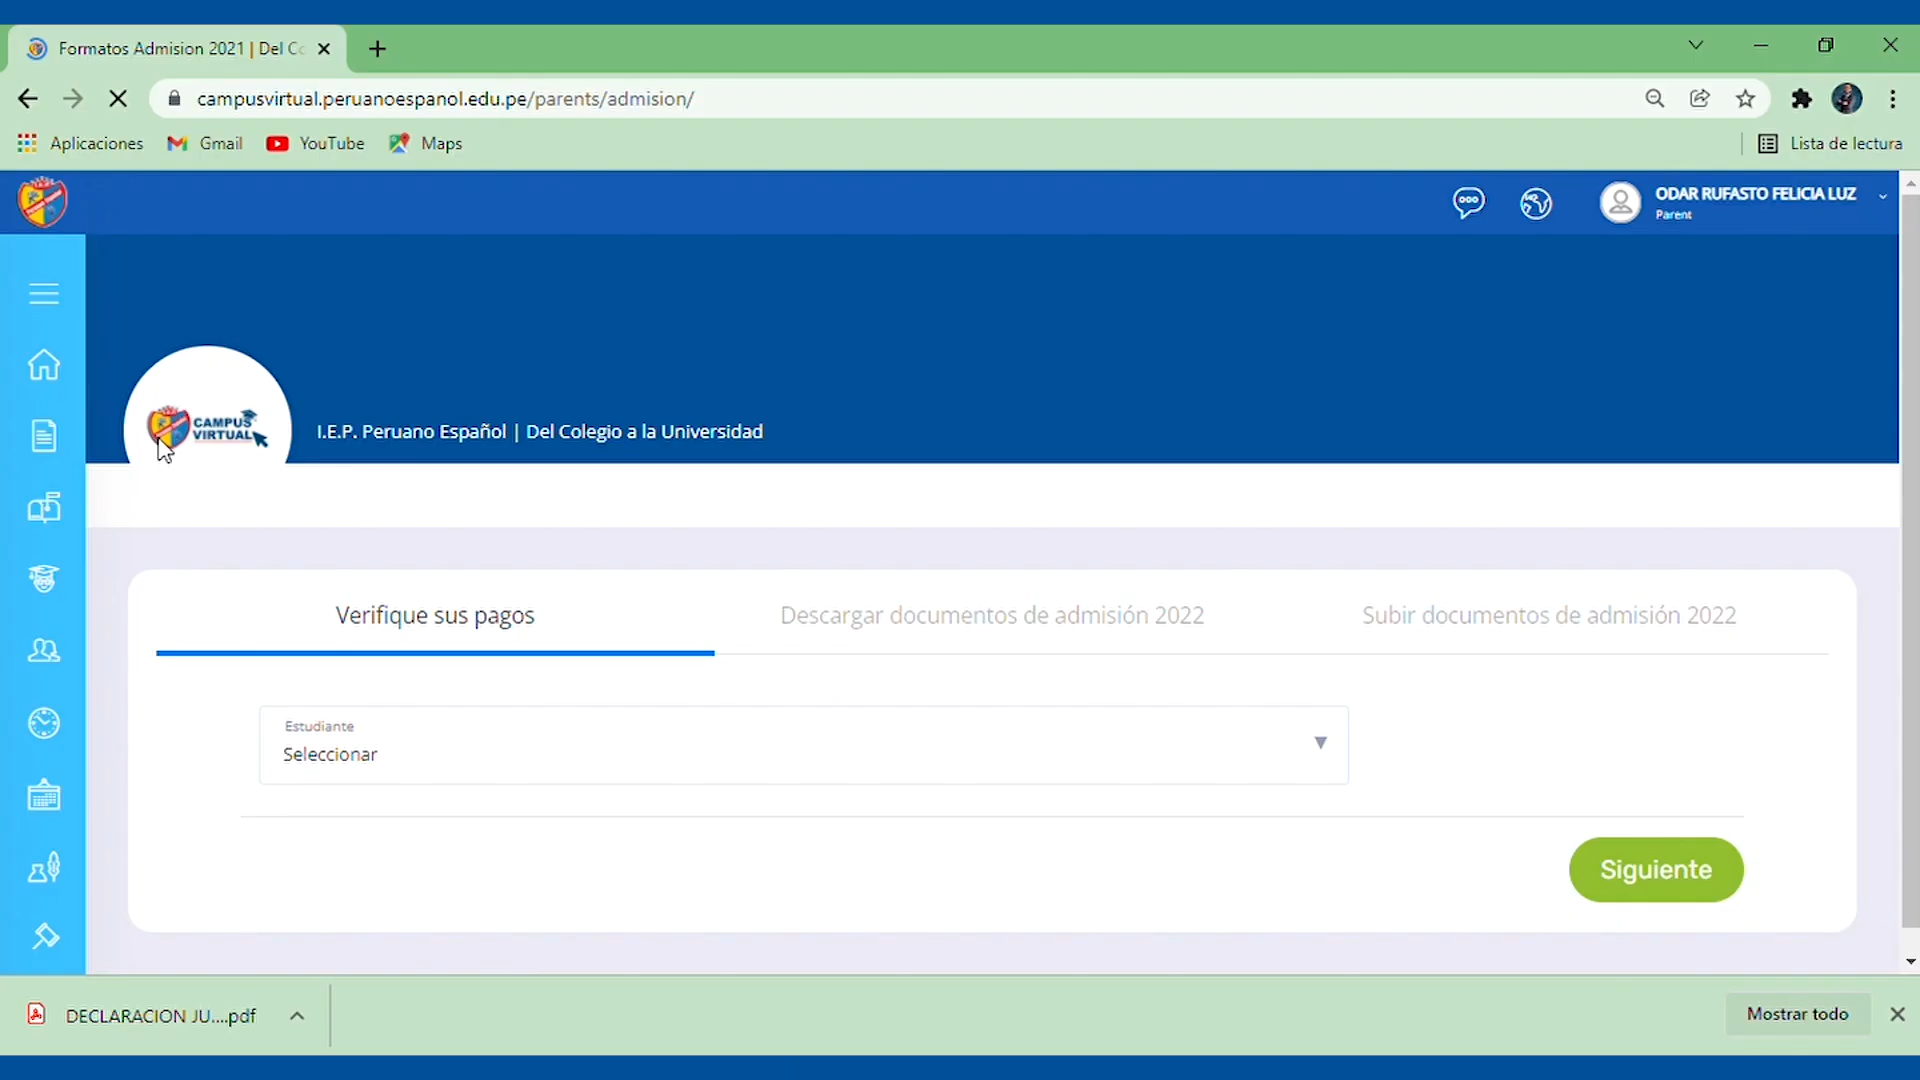 Formatos Admision 2021 | Del Co
campusvirtual.peruanoespanol.edu.pe/parents/admision/
Aplicaciones
Gmail
YouTube
Maps
Lista de lectura
ODAR RUFASTO FELICIA LUZ
Parent
CAMPUS
VIRTUAL
I.E.P. Peruano Español | Del Colegio a la Universidad
Verifique sus pagos
Descargar documentos de admisión 2022
Subir documentos de admisión 2022
Estudiante
Seleccionar
Siguiente
DECLARACION JU....pdf
Mostrar todo